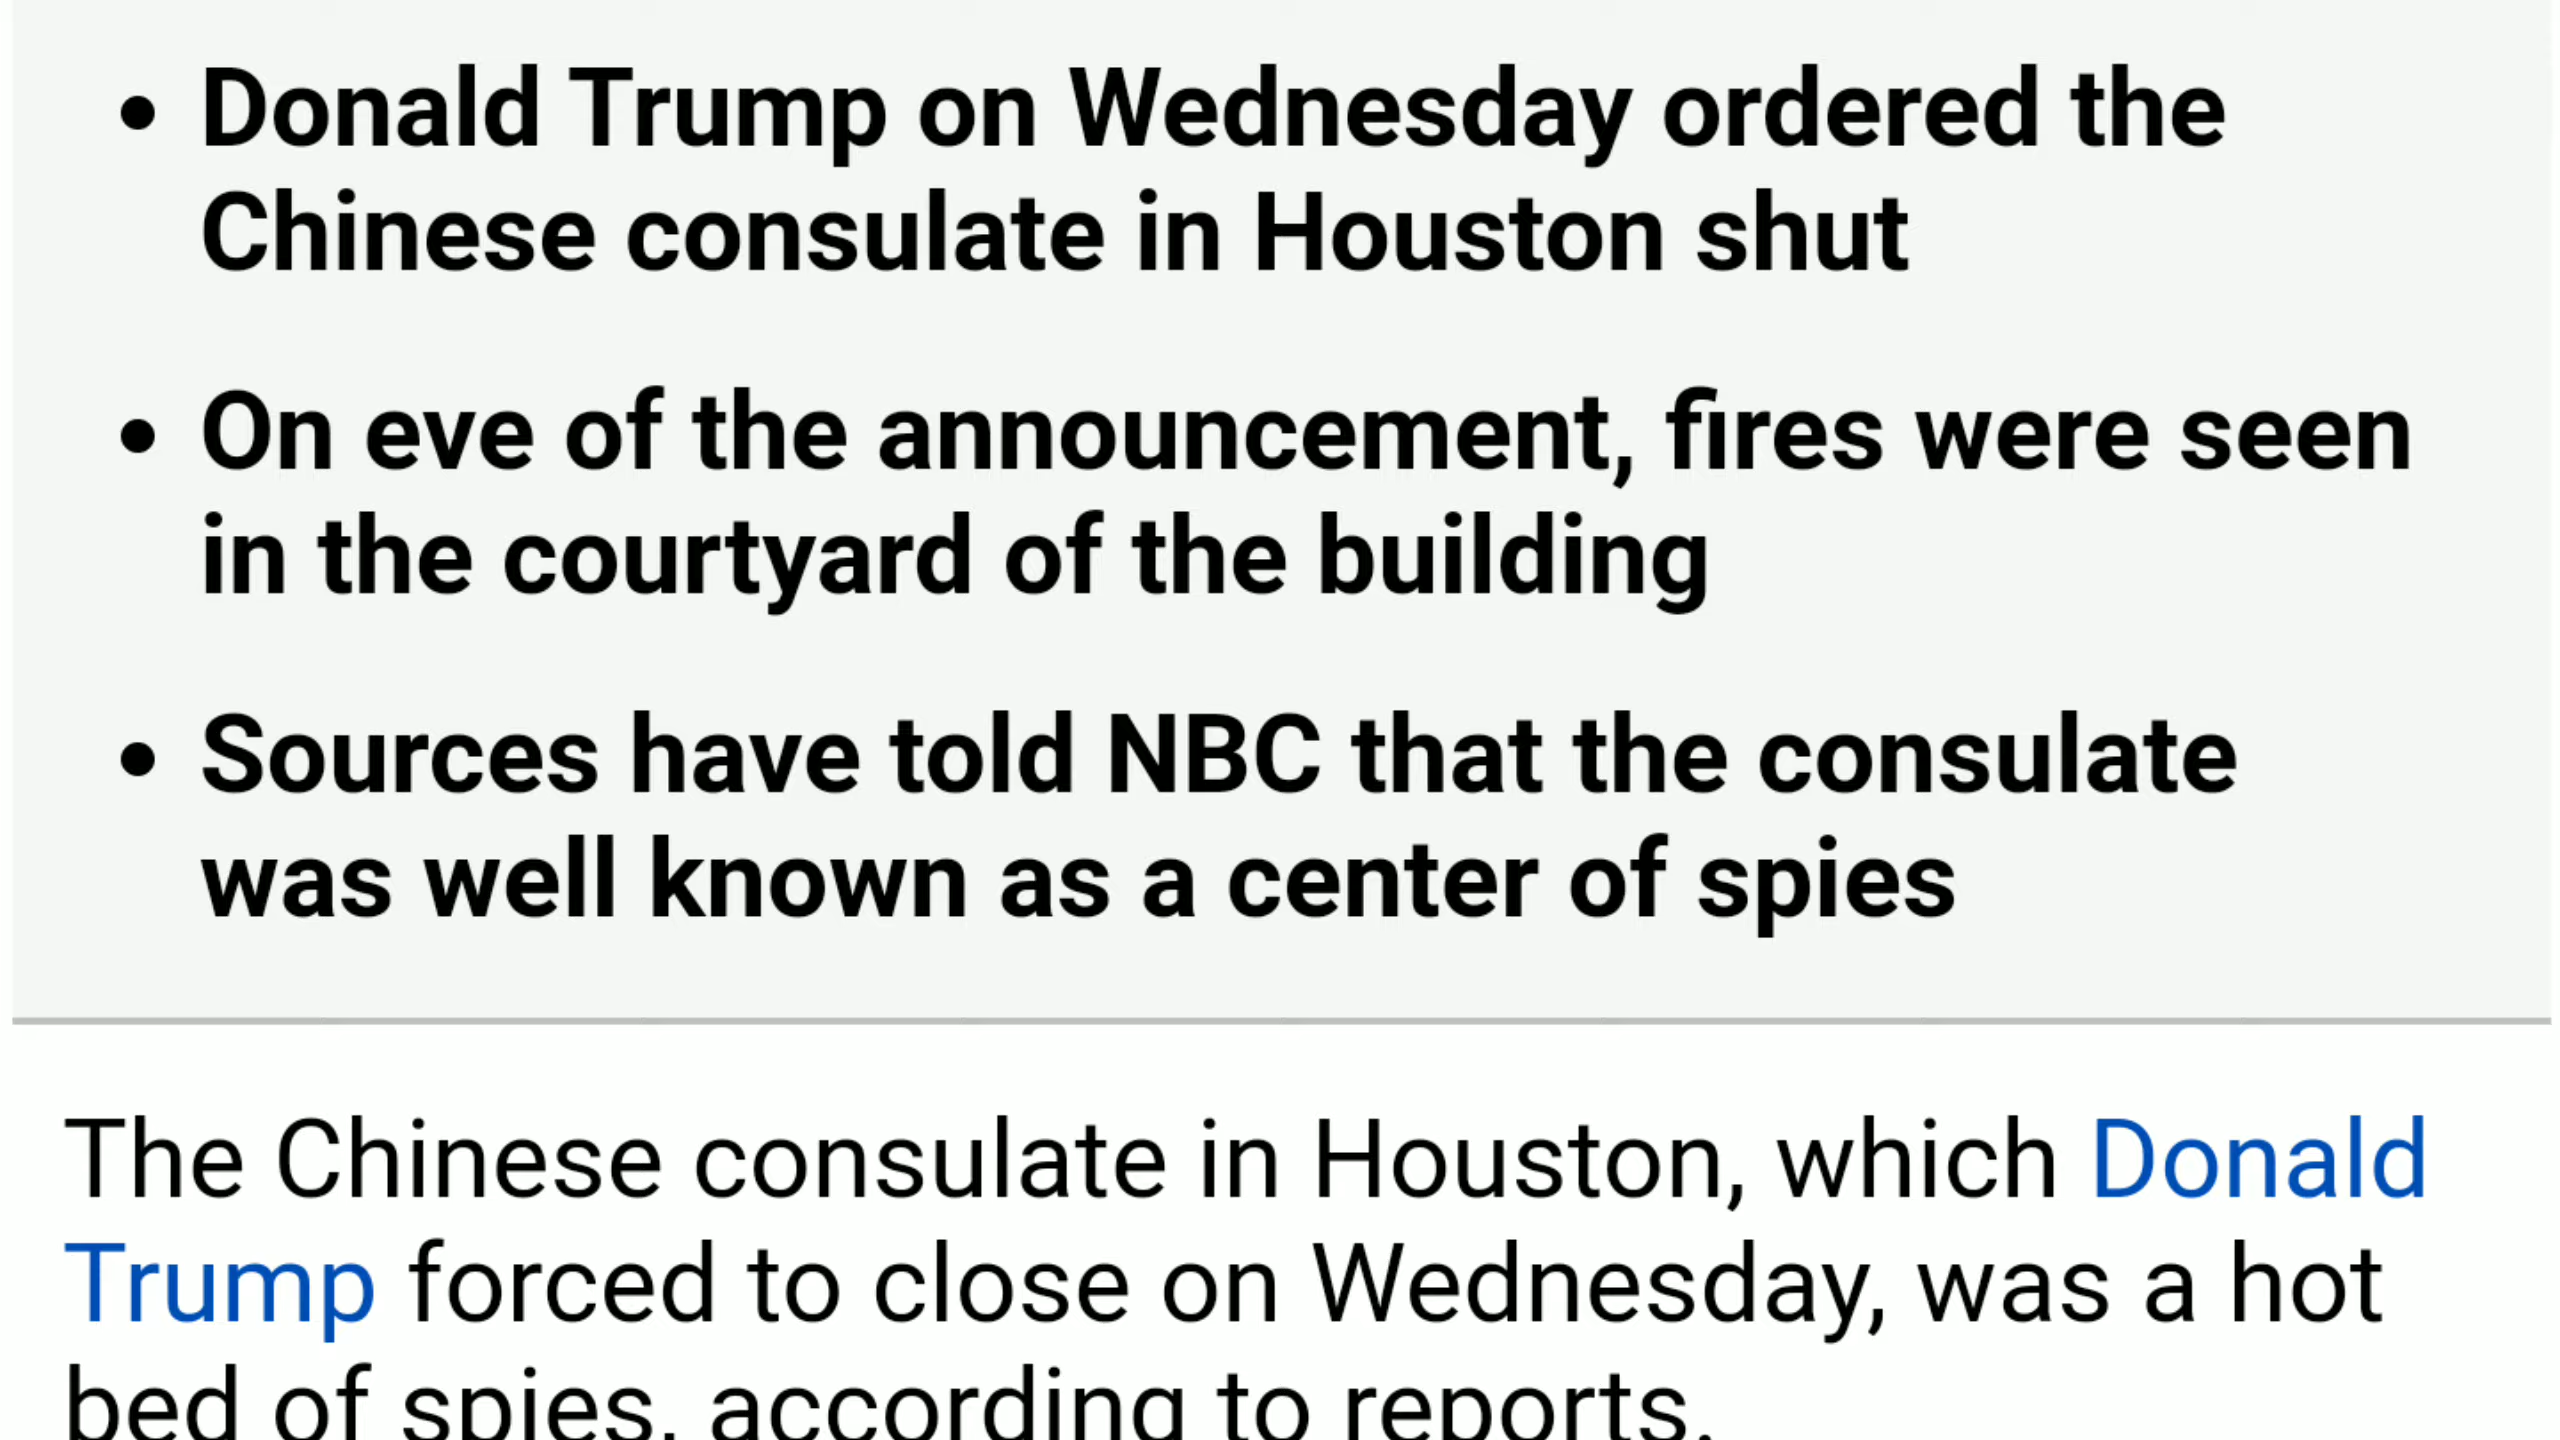 • Donald Trump on Wednesday ordered the
Chinese consulate in Houston shut
• On eve of the announcement, fires were seen
in the courtyard of the building
• Sources have told NBC that the consulate
was well known as a center of spies
The Chinese consulate in Houston, which Donald
Trump forced to close on Wednesday, was a hot
bed of spies, according to reports.